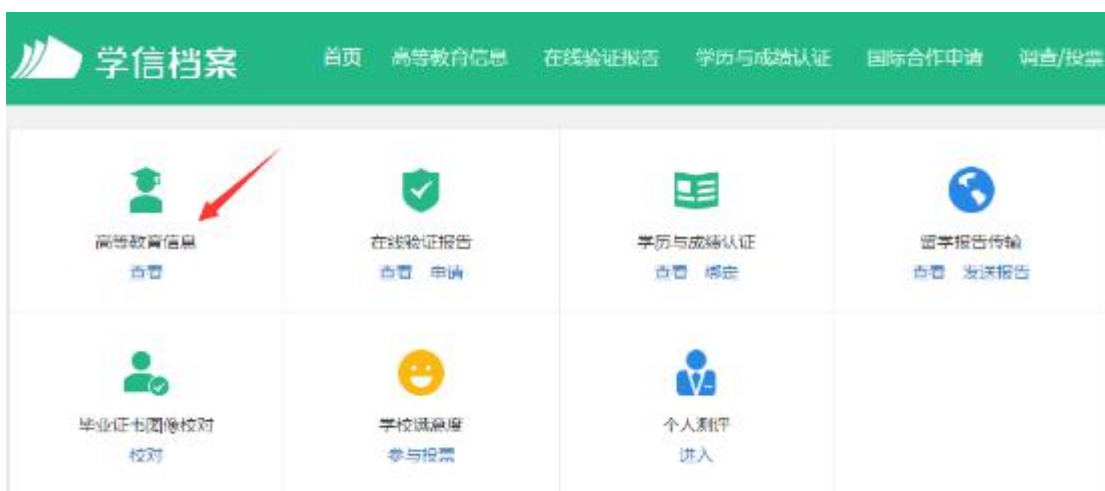 学信档案 首页 高等教育信息 在线验证报告 学历与成绩认证 国际合作申请 调查/投票
高等教育信息 在线验证报告 学历与成绩认证 留学报告传输
查看 查看 申请 查看 绑定 查看 发送报告
毕业证书图像校对 学校满意度 个人测评
校对 参与投票 进入